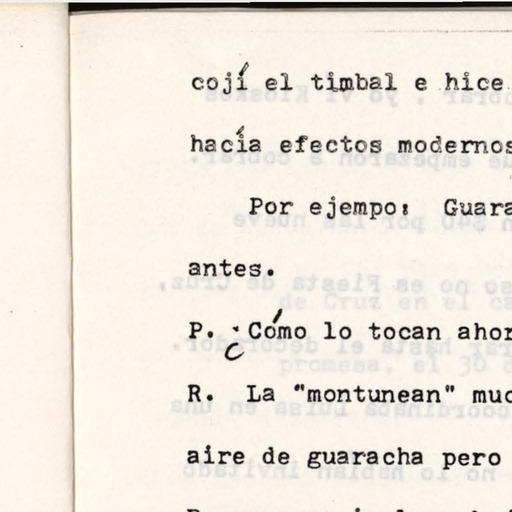 cojí el timbal e hice
hacía efectos modernos
Por ejempo: Guara
antes.
P. ¿Cómo lo tocan ahor
R. La "montunean" muc
aire de guaracha pero